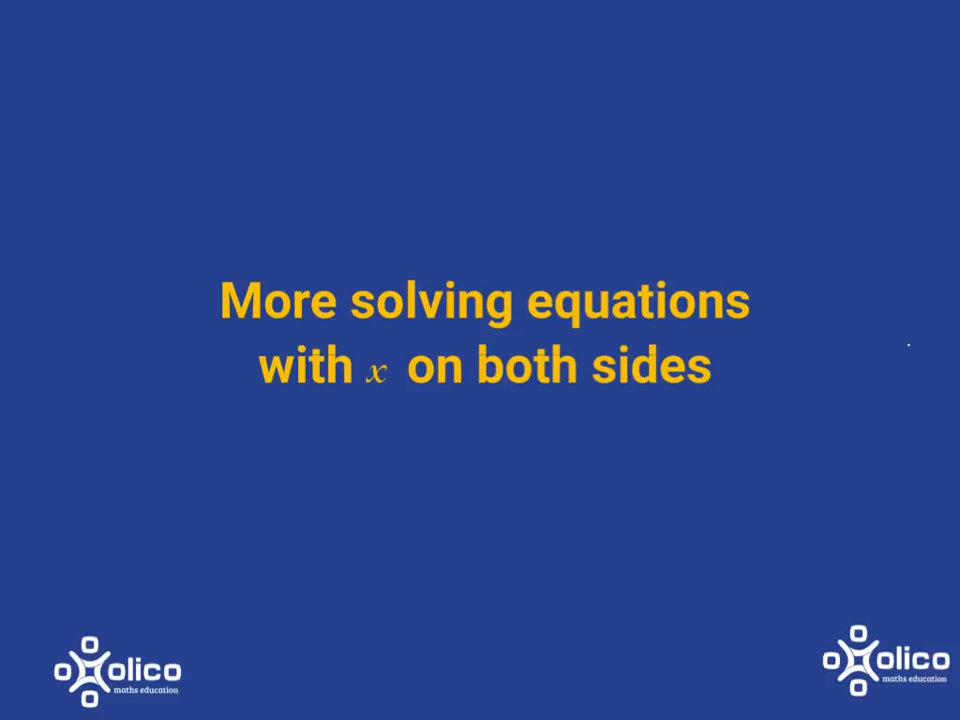 More solving equations
with x on both sides
olico
maths education
olico
maths education